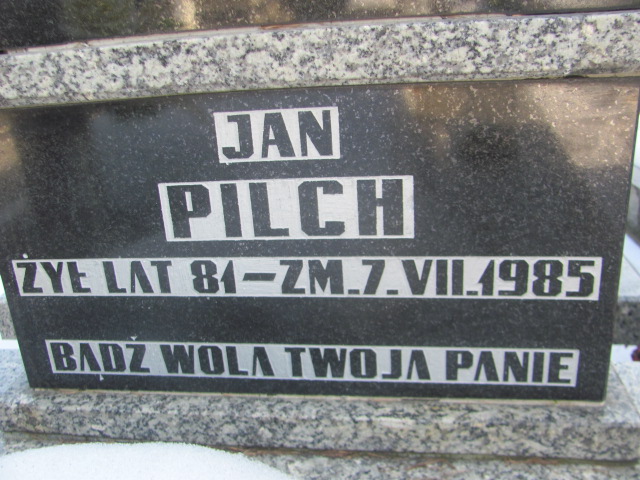 JAN
PILCH
ŻYŁ LAT 81-ZM.7.VII.1985
BĄDŹ WOLA TWOJA PANIE